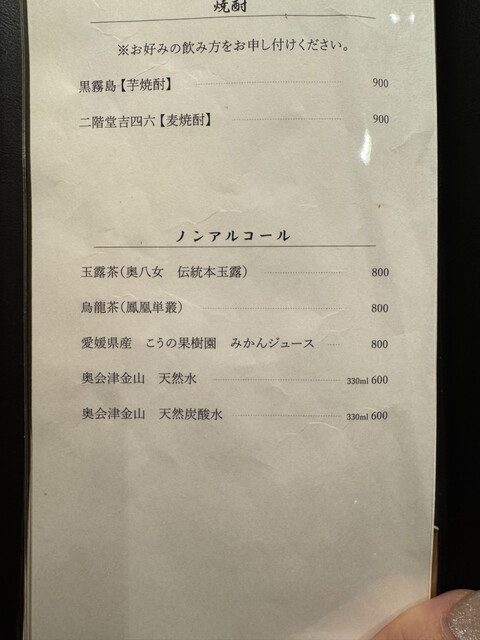 焼酎
※お好みの飲み方をお申し付けください。
黒霧島【芋焼酎】 900
二階堂吉四六【麦焼酎】 900
ノンアルコール
玉露茶(奥八女 伝統本玉露) 800
烏龍茶(鳳凰単叢) 800
愛媛県産 こうの果樹園 みかんジュース 800
奥会津金山 天然水 330ml 600
奥会津金山 天然炭酸水 330ml 600